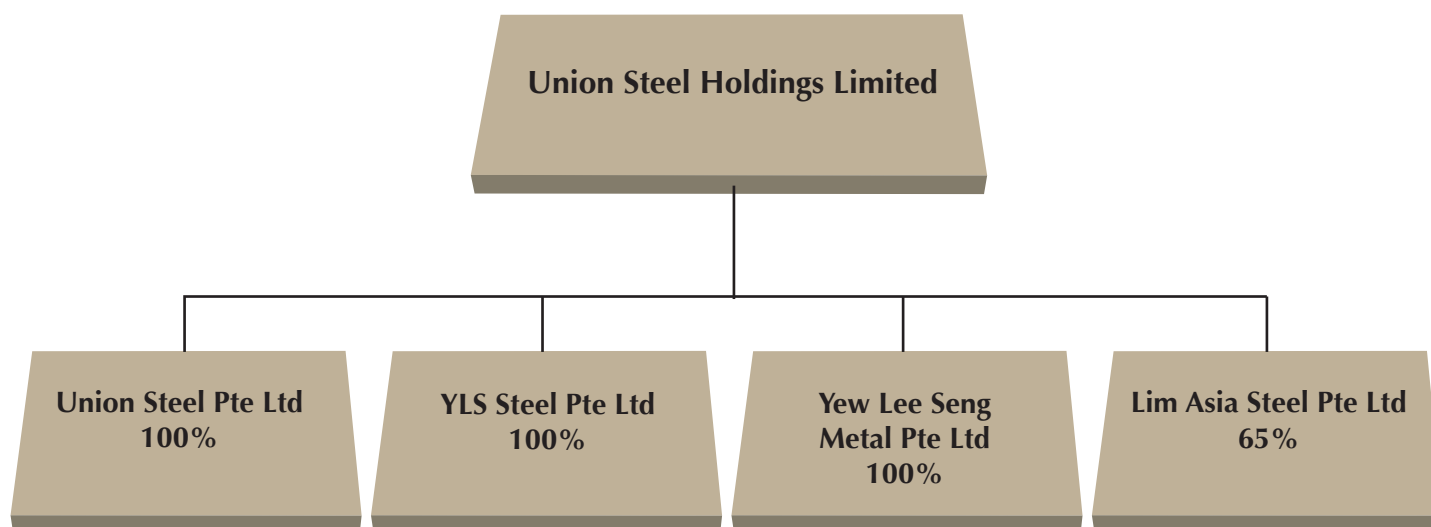 Union Steel Holdings Limited
Union Steel Pte Ltd
100%
YLS Steel Pte Ltd
100%
Yew Lee Seng
Metal Pte Ltd
100%
Lim Asia Steel Pte Ltd
65%